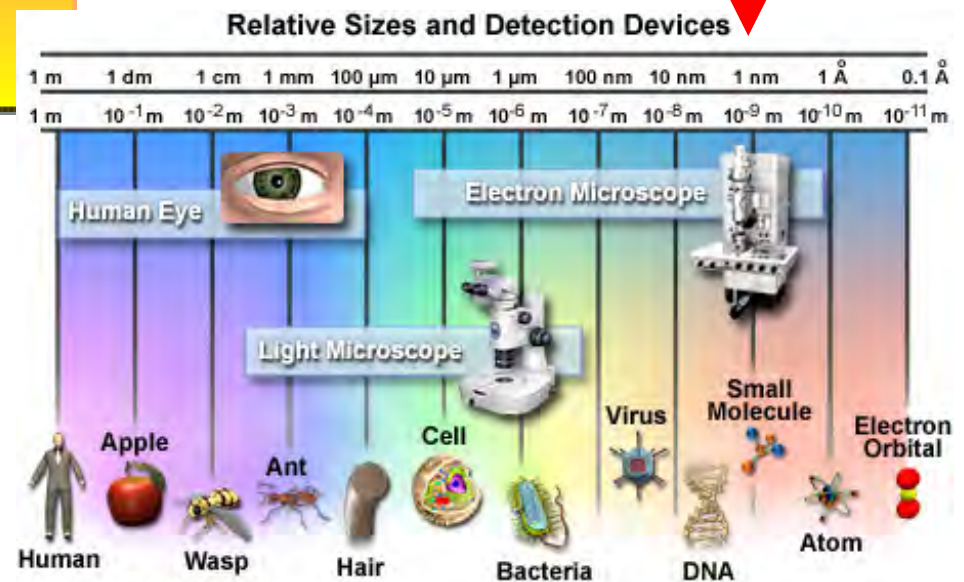 Relative Sizes and Detection Devices
1 m 1 dm 1 cm 1 mm 100 µm 10 µm 1 µm 100 nm 10 nm 1 nm 1 Å 0.1 Å
1 m 10⁻¹ m 10⁻² m 10⁻³ m 10⁻⁴ m 10⁻⁵ m 10⁻⁶ m 10⁻⁷ m 10⁻⁸ m 10⁻⁹ m 10⁻¹⁰ m 10⁻¹¹ m
Human Eye
Electron Microscope
Light Microscope
Human
Apple
Wasp
Ant
Hair
Cell
Bacteria
Virus
DNA
Small
Molecule
Atom
Electron
Orbital